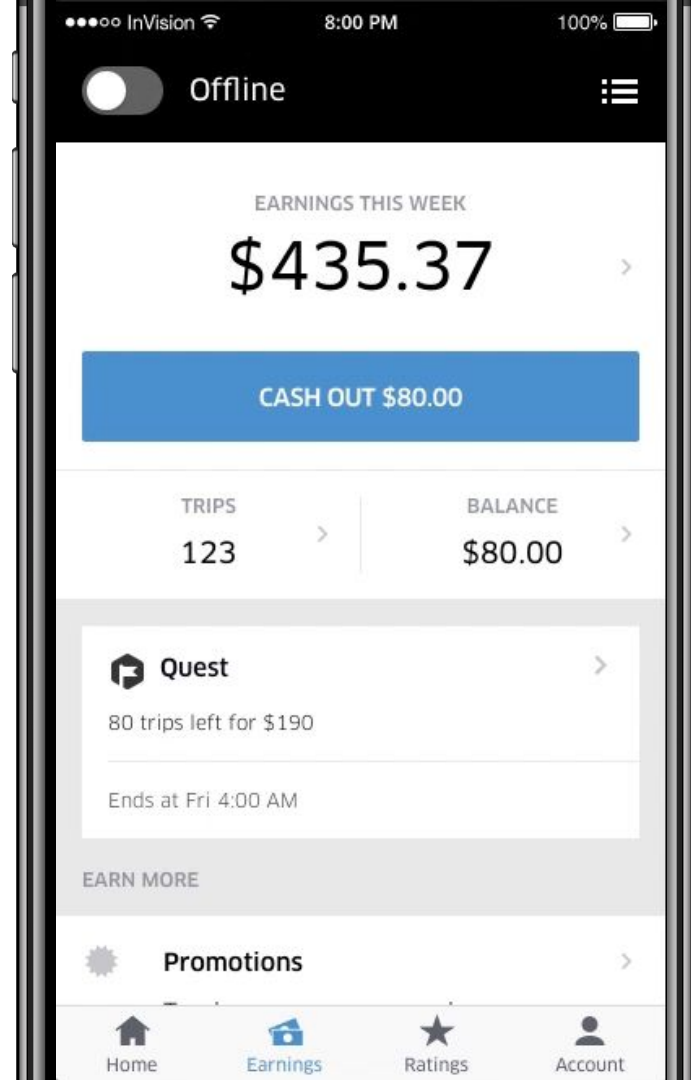 InVision 8:00 PM 100%
Offline
EARNINGS THIS WEEK
$435.37
CASH OUT $80.00
TRIPS BALANCE
123 $80.00
Quest
80 trips left for $190
Ends at Fri 4:00 AM
EARN MORE
Promotions
Home Earnings Ratings Account